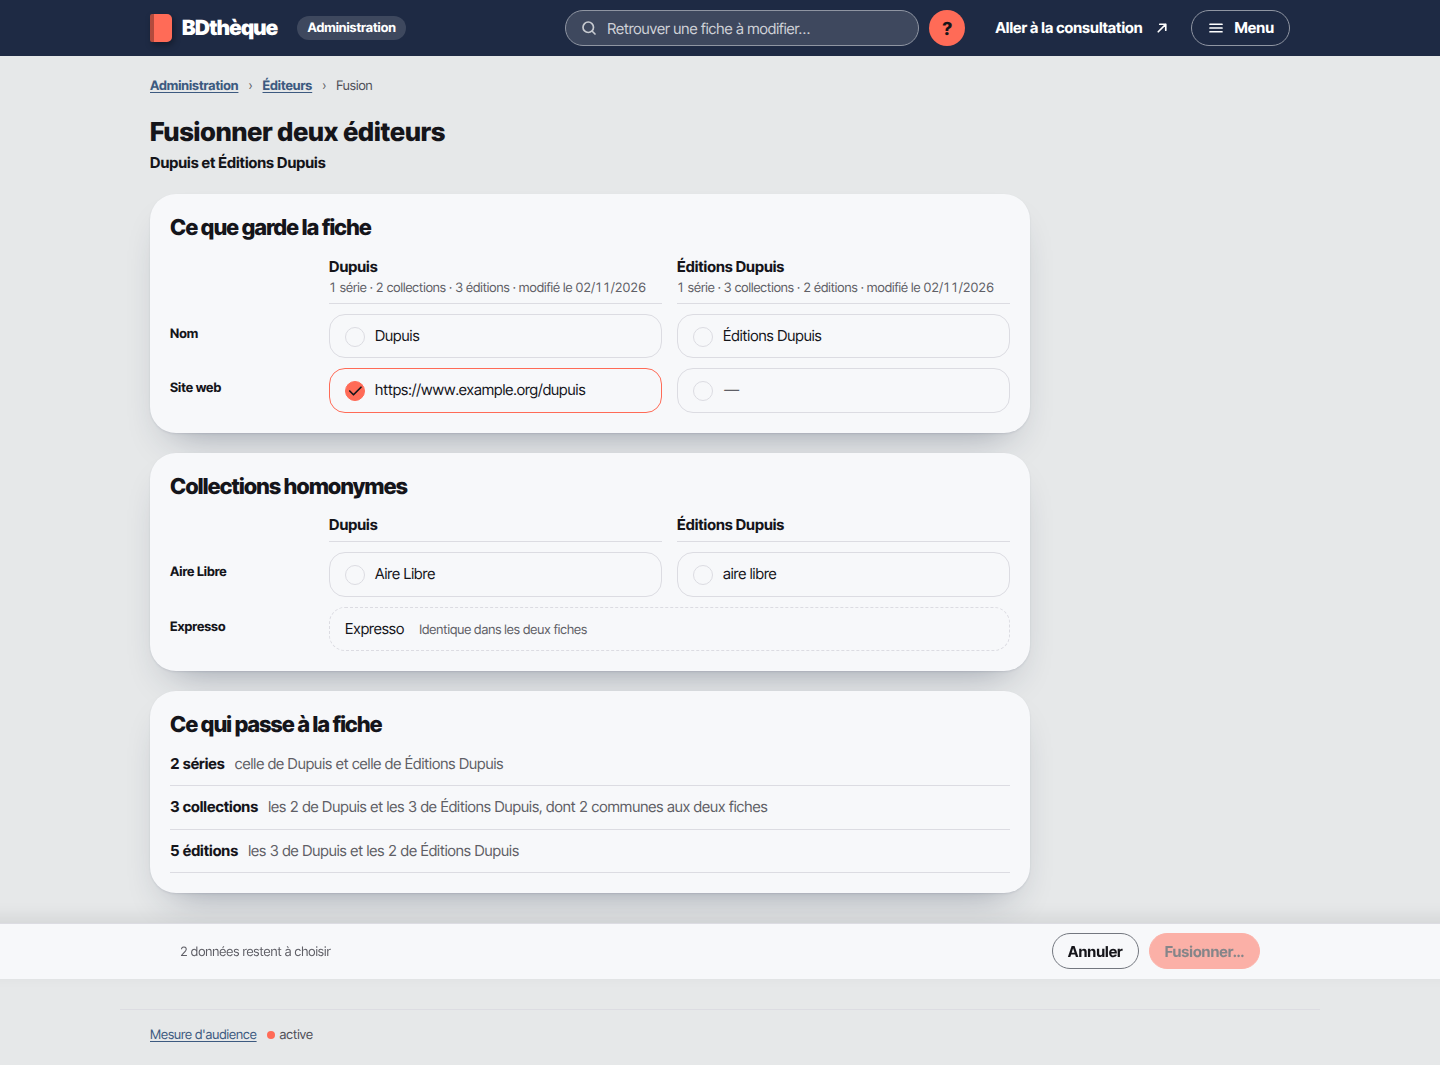 BDthèque
Administration
Retrouver une fiche à modifier...
?
Aller à la consultation
Menu
Administration › Éditeurs › Fusion
Fusionner deux éditeurs
Dupuis et Éditions Dupuis
Ce que garde la fiche
Dupuis
Éditions Dupuis
1 série · 2 collections · 3 éditions · modifié le 02/11/2026
1 série · 3 collections · 2 éditions · modifié le 02/11/2026
Nom
Dupuis
Éditions Dupuis
Site web
https://www.example.org/dupuis
—
Collections homonymes
Dupuis
Éditions Dupuis
Aire Libre
Aire Libre
aire libre
Expresso
Expresso Identique dans les deux fiches
Ce qui passe à la fiche
2 séries celle de Dupuis et celle de Éditions Dupuis
3 collections les 2 de Dupuis et les 3 de Éditions Dupuis, dont 2 communes aux deux fiches
5 éditions les 3 de Dupuis et les 2 de Éditions Dupuis
2 données restent à choisir
Annuler
Fusionner...
Mesure d'audience active